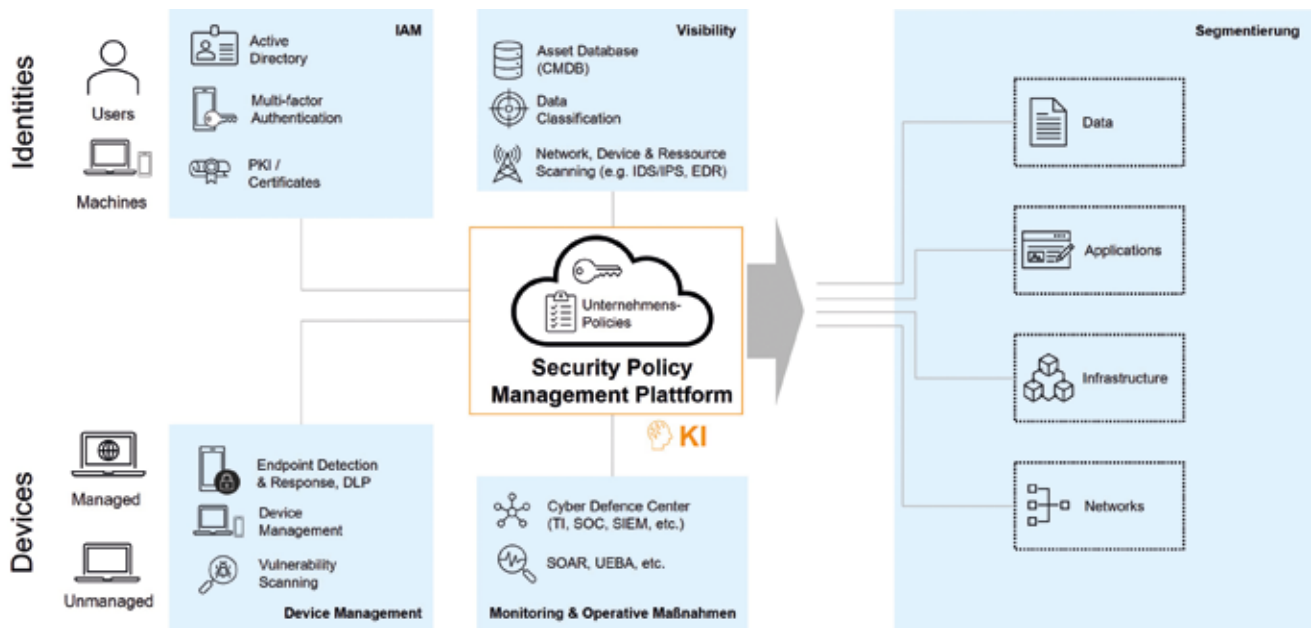 Identities
Users
Machines
IAM
Active
Directory
Multi-factor
Authentication
PKI /
Certificates
Visibility
Asset Database
(CMDB)
Data
Classification
Network, Device & Ressource
Scanning (e.g. IDS/IPS, EDR)
Unternehmens-
Policies
Security Policy
Management Plattform
KI
Devices
Managed
Unmanaged
Endpoint Detection
& Response, DLP
Device
Management
Vulnerability
Scanning
Device Management
Cyber Defence Center
(TI, SOC, SIEM, etc.)
SOAR, UEBA, etc.
Monitoring & Operative Maßnahmen
Segmentierung
Data
Applications
Infrastructure
Networks